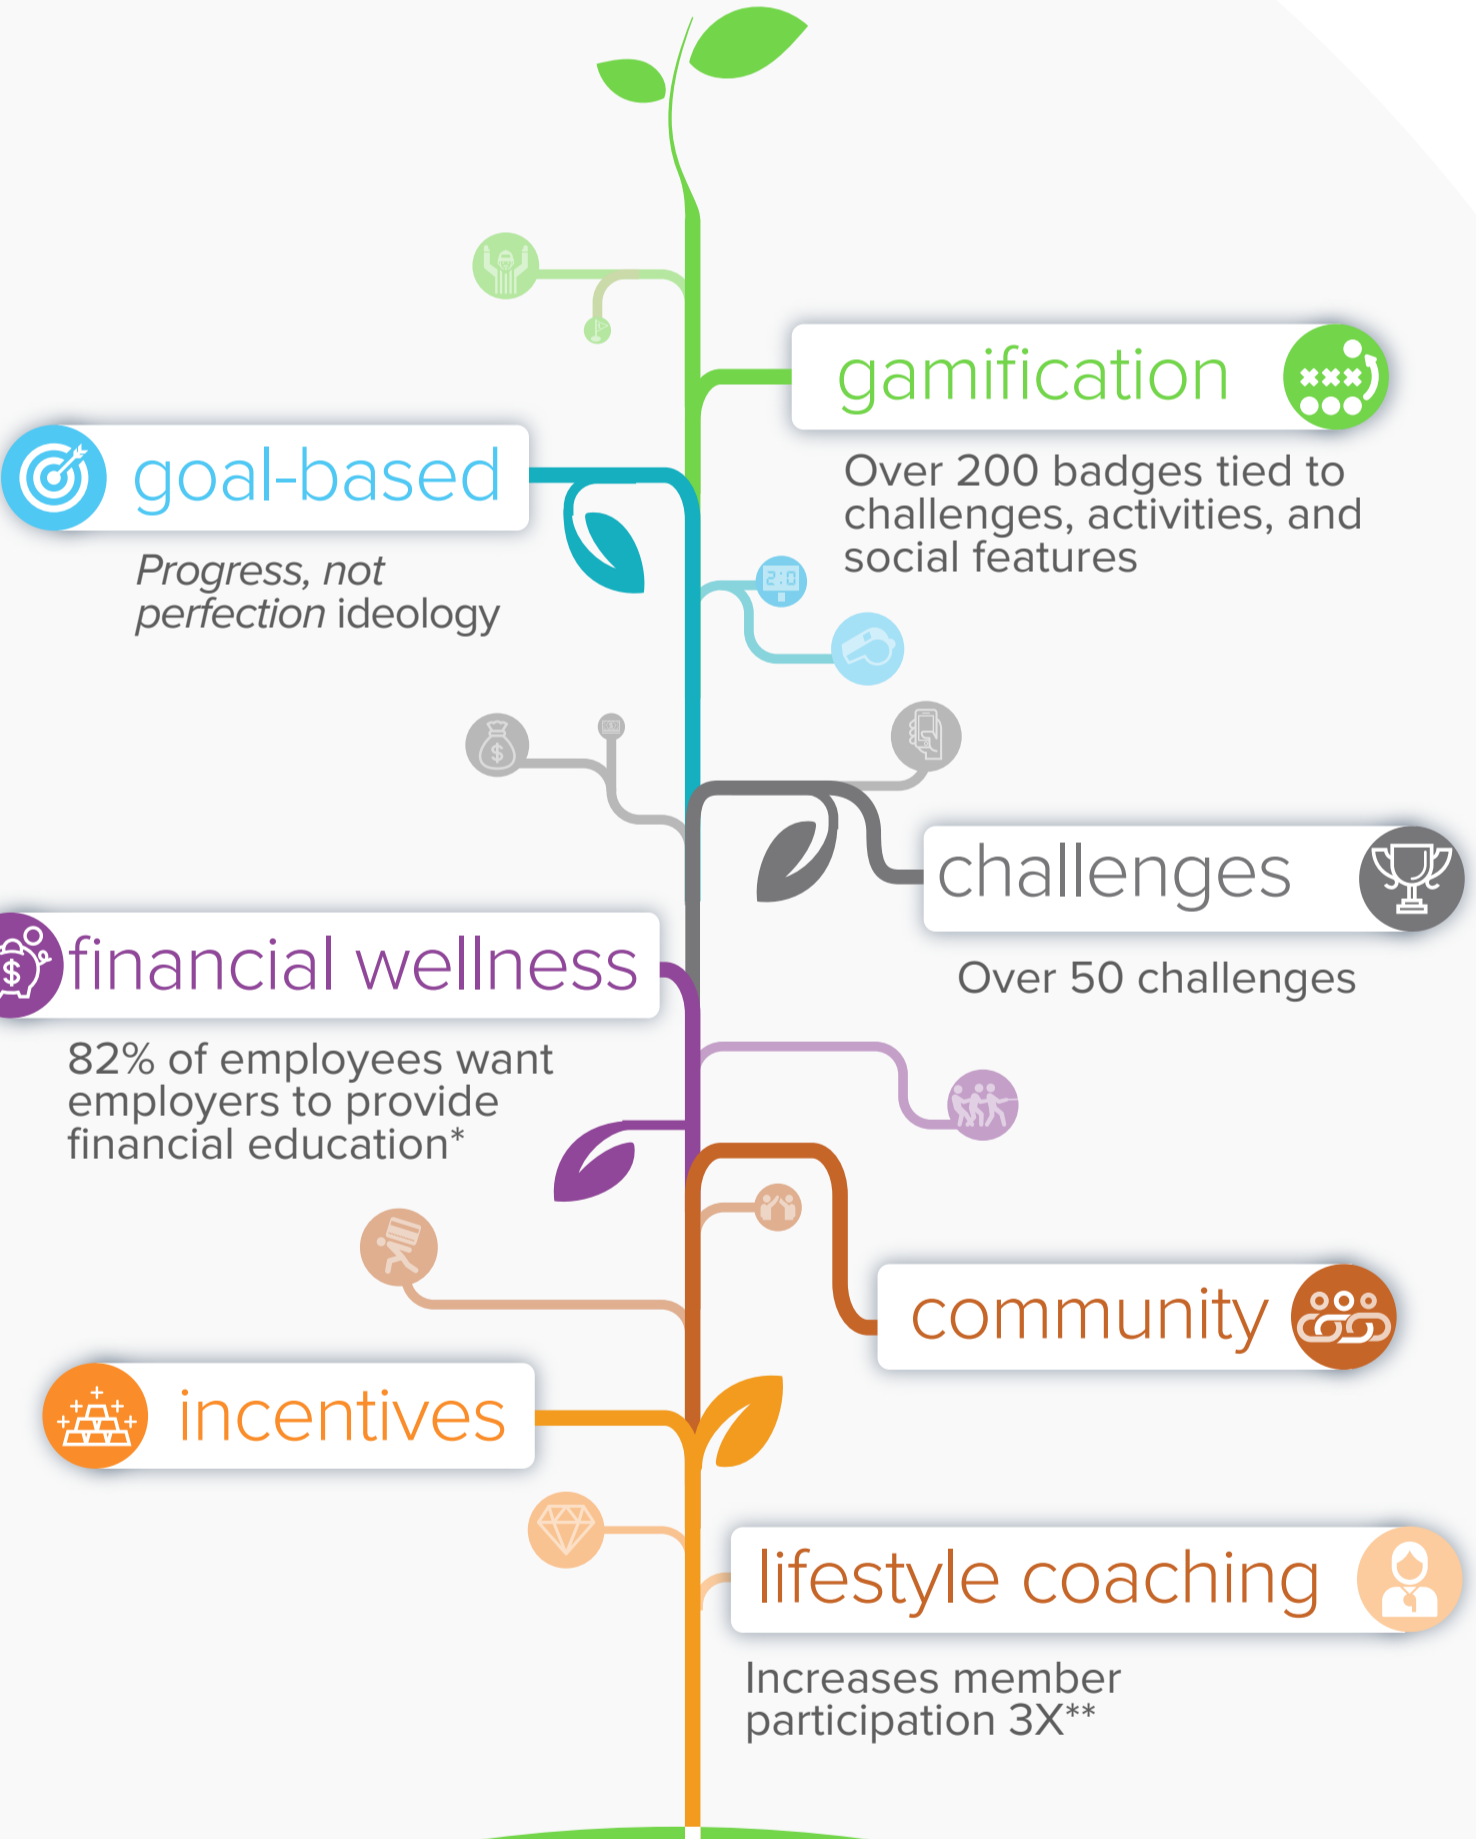 gamification
Over 200 badges tied to
challenges, activities, and
social features
goal-based
Progress, not
perfection ideology
2:0
$
challenges
Over 50 challenges
$
financial wellness
82% of employees want
employers to provide
financial education*
community
incentives
lifestyle coaching
Increases member
participation 3X**